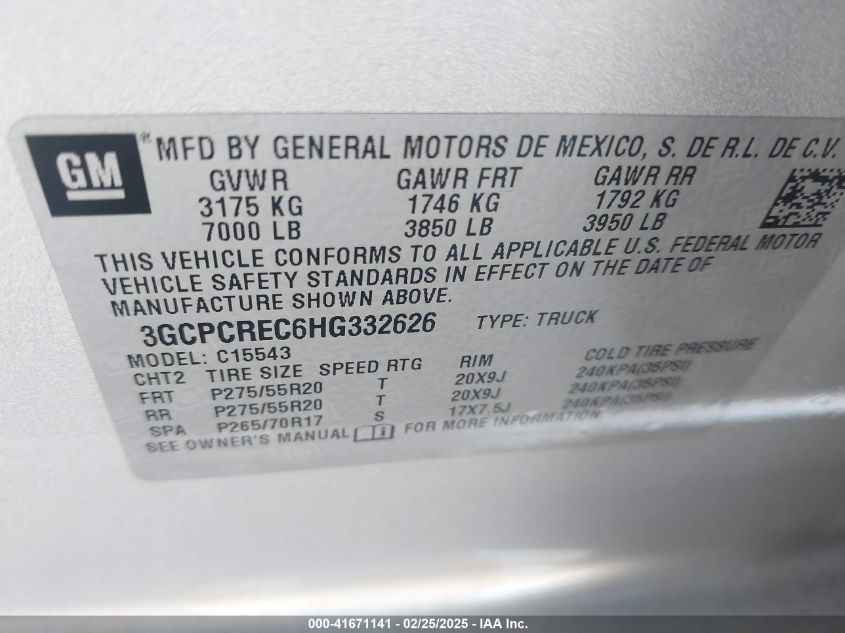 GM ® MFD BY GENERAL MOTORS DE MEXICO, S. DE R.L. DE C.V.
GVWR GAWR FRT GAWR RR
3175 KG 1746 KG 1792 KG
7000 LB 3850 LB 3950 LB
THIS VEHICLE CONFORMS TO ALL APPLICABLE U.S. FEDERAL MOTOR
VEHICLE SAFETY STANDARDS IN EFFECT ON THE DATE OF
MANUFACTURE SHOWN ABOVE.
3GCPCREC6HG332626 TYPE: TRUCK
MODEL: C15543
CHT2 TIRE SIZE SPEED RTG RIM COLD TIRE PRESSURE
FRT P275/55R20 T 20X9J 240KPA(35PSI)
RR P275/55R20 T 20X9J 240KPA(35PSI)
SPA P265/70R17 S 17X7.5J 240KPA(35PSI)
SEE OWNER'S MANUAL FOR MORE INFORMATION.
000-41671141 - 02/25/2025 - IAA Inc.